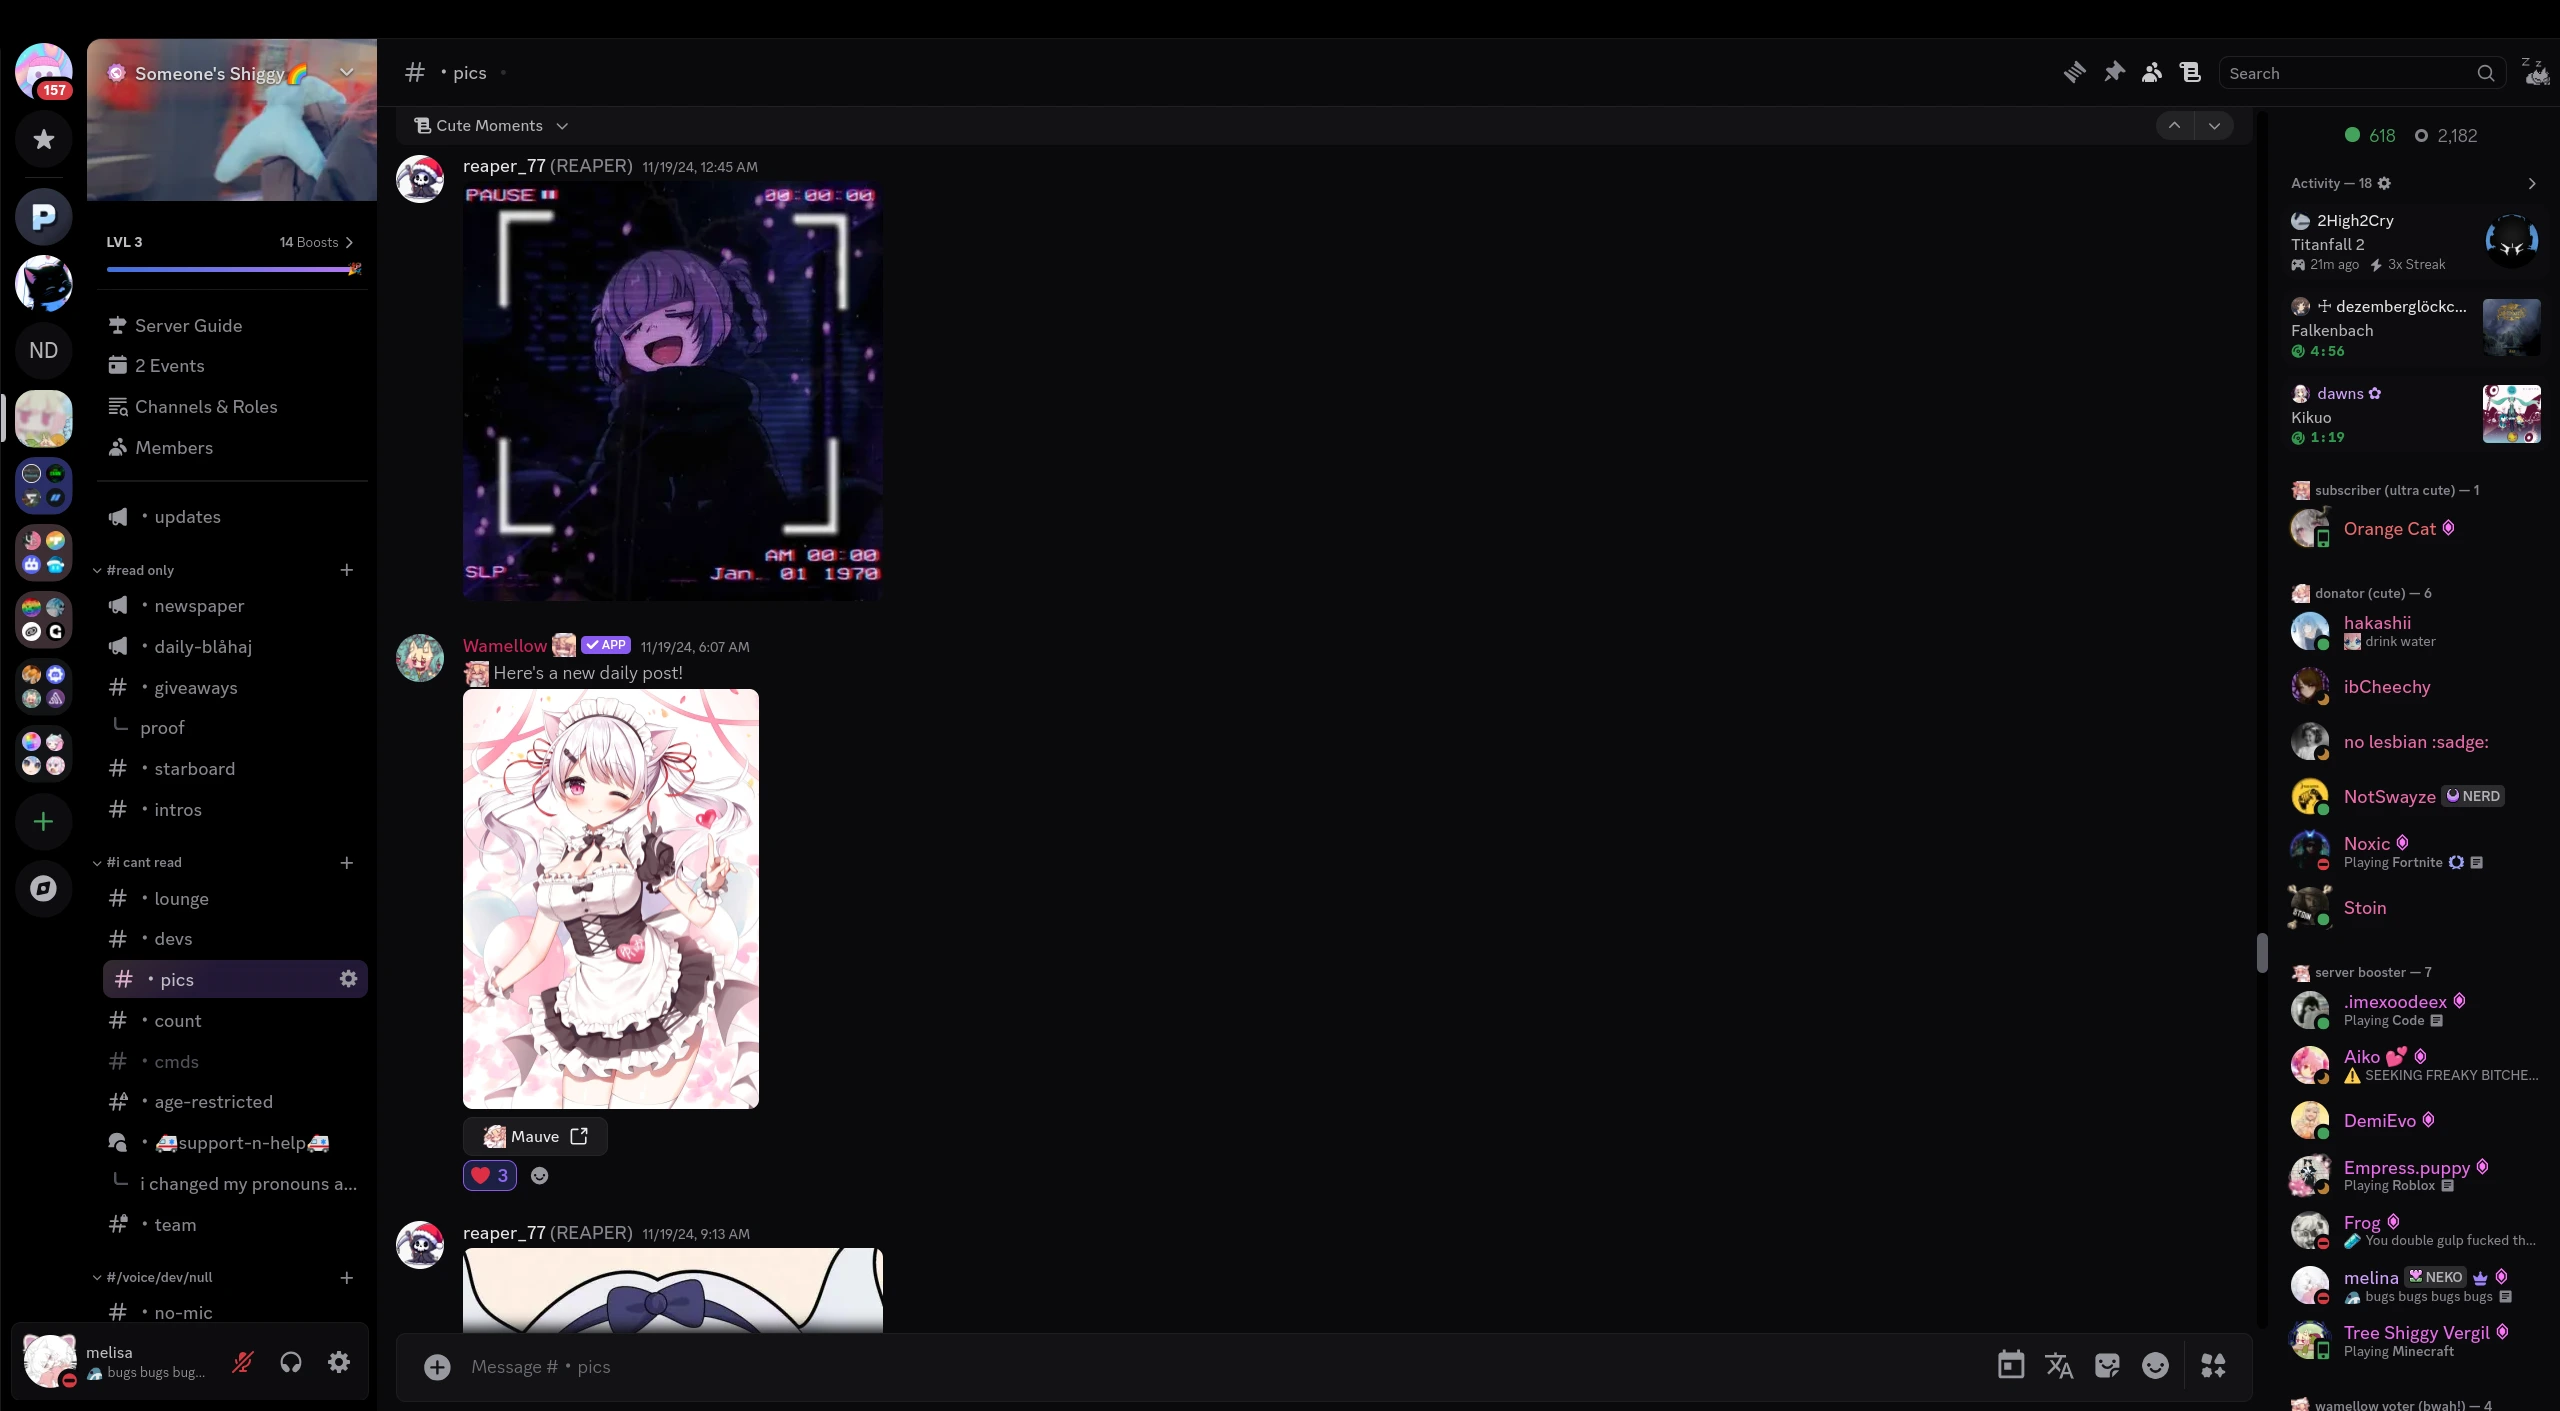 157
ND
Someone's Shiggy🌈
LVL 3
14 Boosts
Server Guide
2 Events
Channels & Roles
Members
• updates
#read only
• newspaper
• daily-blåhaj
• giveaways
proof
• starboard
• intros
#i cant read
• lounge
• devs
• pics
• count
• cmds
• age-restricted
• 🚑support-n-help🚑
i changed my pronouns a...
• team
#/voice/dev/null
• no-mic
melisa
bugs bugs bug...
# • pics
Search
Cute Moments
reaper_77 (REAPER) 11/19/24, 12:45 AM
PAUSE 00:00:00
AM 00:00
SLP Jan. 01 1970
Wamellow APP 11/19/24, 6:07 AM
Here's a new daily post!
Mauve
❤️ 3
reaper_77 (REAPER) 11/19/24, 9:13 AM
Message # • pics
618 2,182
Activity — 18
2High2Cry
Titanfall 2
21m ago 3x Streak
☩ dezemberglöckc...
Falkenbach
4:56
dawns ✿
Kikuo
1:19
subscriber (ultra cute) — 1
Orange Cat
donator (cute) — 6
hakashii
drink water
ibCheechy
no lesbian :sadge:
NotSwayze NERD
Noxic
Playing Fortnite
Stoin
server booster — 7
.imexoodeex
Playing Code
Aiko 💕
⚠️ SEEKING FREAKY BITCHE...
DemiEvo
Empress.puppy
Playing Roblox
Frog
🧪 You double gulp fucked th...
melina NEKO
bugs bugs bugs bugs
Tree Shiggy Vergil
Playing Minecraft
wamellow voter (bwah!) — 4